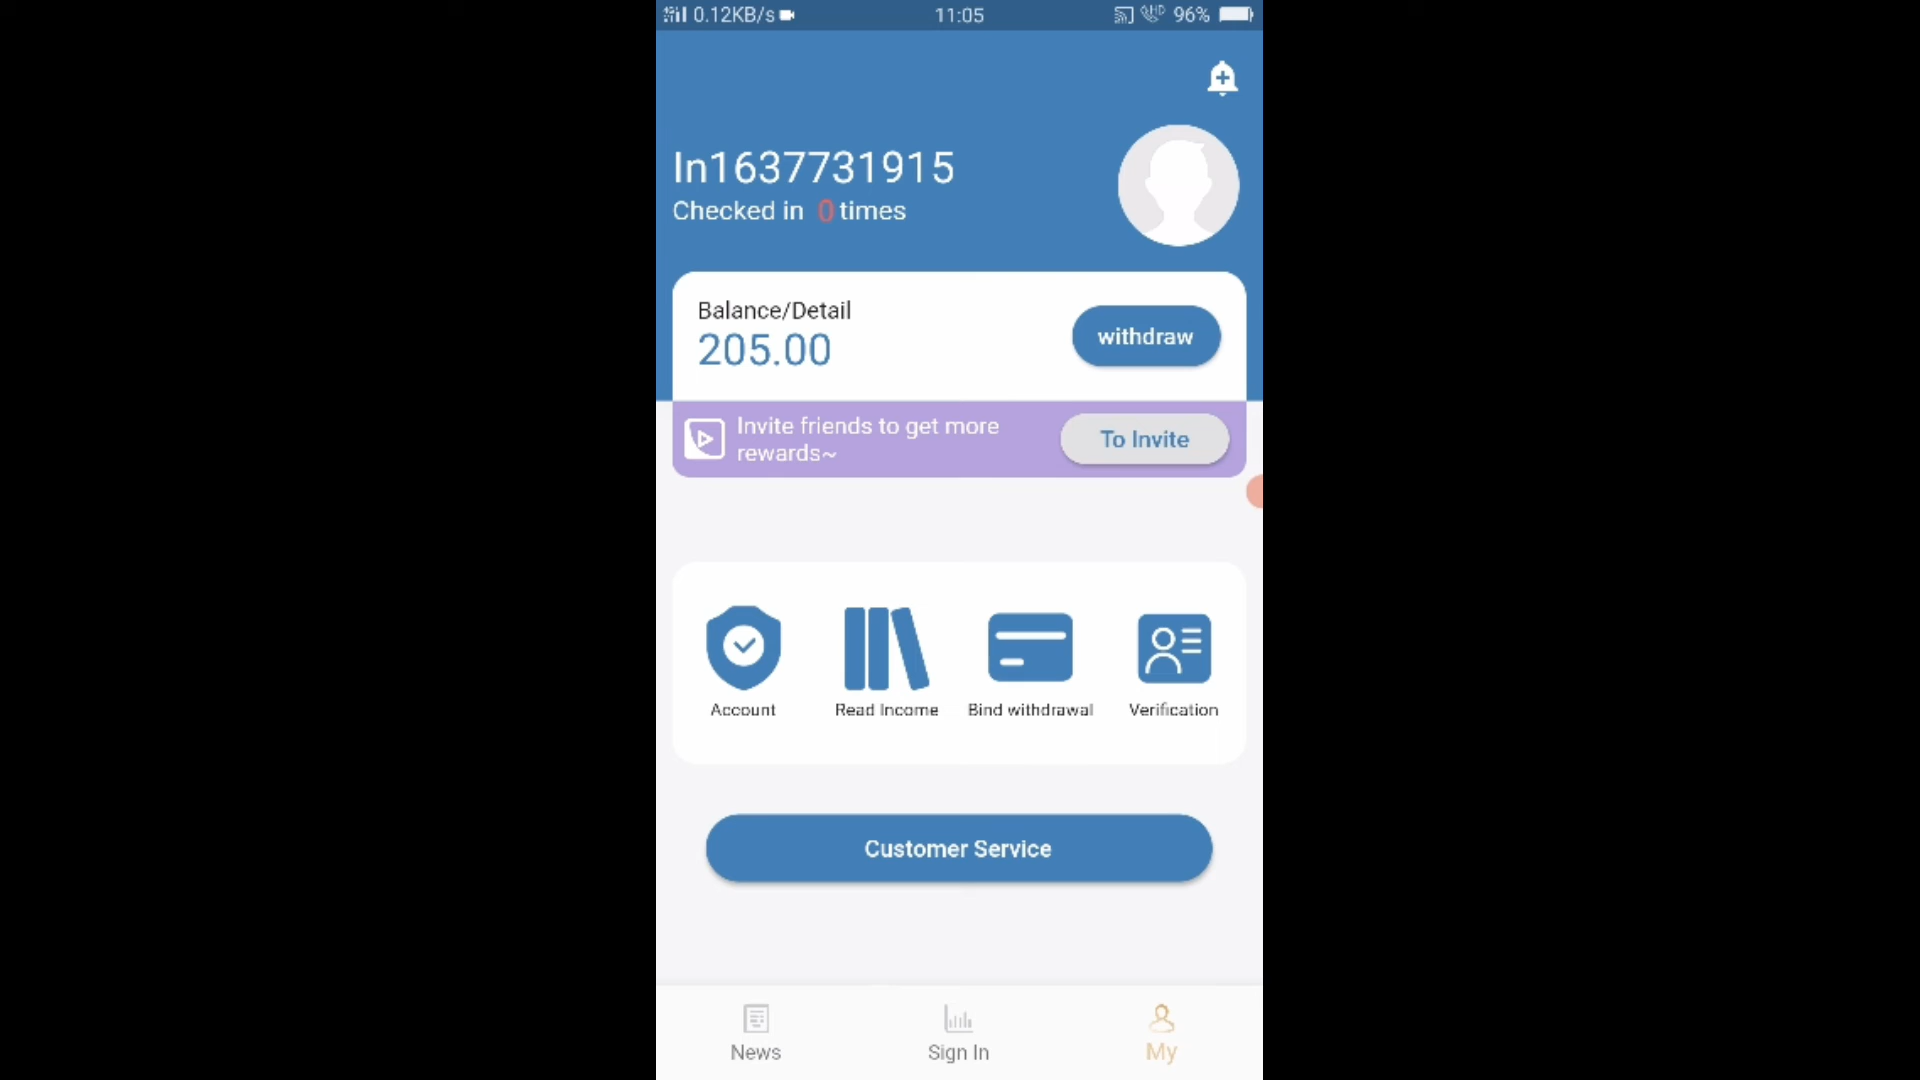 0.12KB/s
11:05
HD
96%
In1637731915
Checked in 0 times
Balance/Detail
205.00
withdraw
Invite friends to get more
rewards~
To Invite
Account
Read Income
Bind withdrawal
Verification
Customer Service
News
Sign In
My